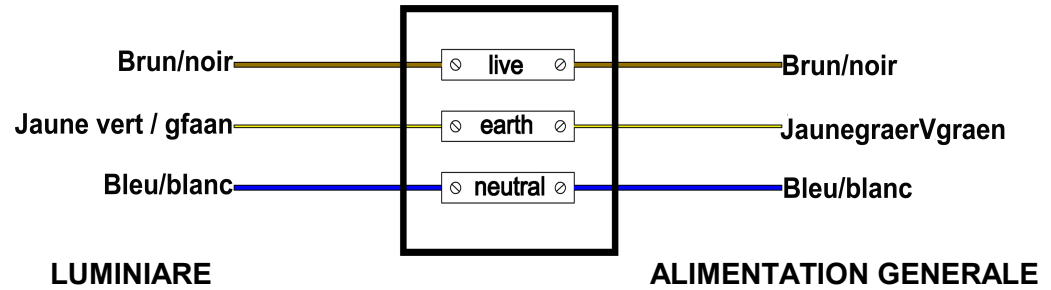 Brun/noir live Brun/noir
Jaune vert / gfaan earth JaunegraerVgraen
Bleu/blanc neutral Bleu/blanc
LUMINIARE ALIMENTATION GENERALE